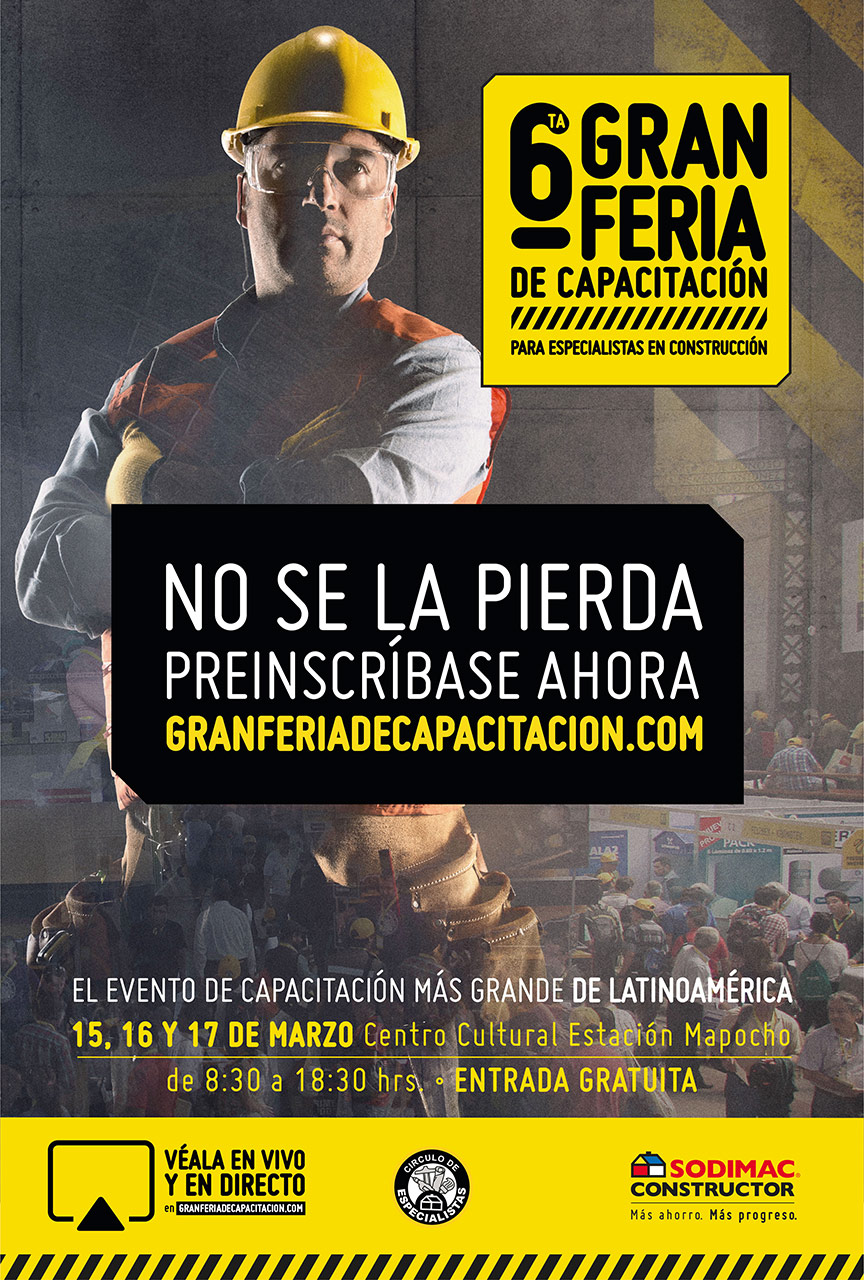 6TA GRAN
FERIA
DE CAPACITACIÓN
PARA ESPECIALISTAS EN CONSTRUCCIÓN
NO SE LA PIERDA
PREINSCRÍBASE AHORA
GRANFERIADECAPACITACION.COM
EL EVENTO DE CAPACITACIÓN MÁS GRANDE DE LATINOAMÉRICA
15, 16 Y 17 DE MARZO Centro Cultural Estación Mapocho
de 8:30 a 18:30 hrs. • ENTRADA GRATUITA
VÉALA EN VIVO
Y EN DIRECTO
en GRANFERIADECAPACITACION.COM
CIRCULO DE
ESPECIALISTAS
SODIMAC®
CONSTRUCTOR
Más ahorro. Más progreso.